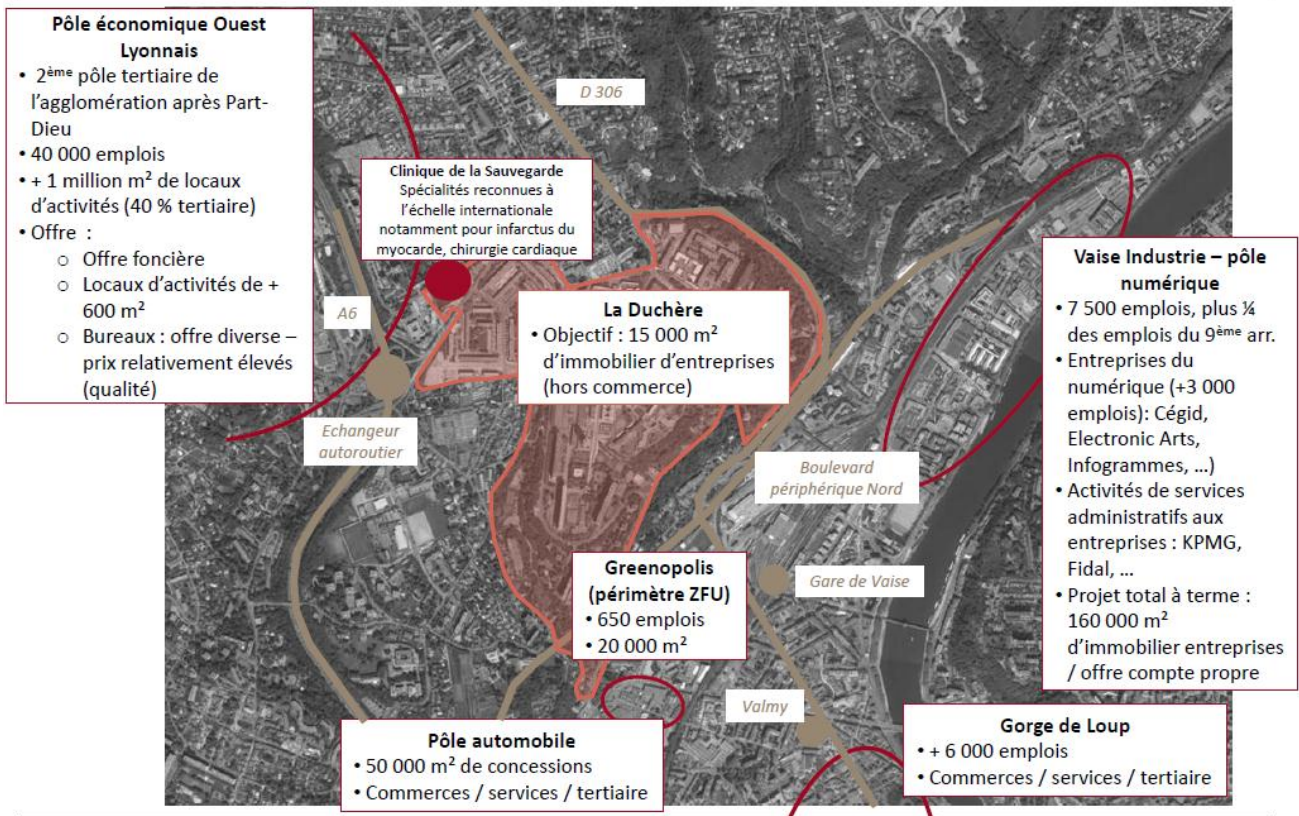 Pôle économique Ouest
Lyonnais
• 2ème pôle tertiaire de
l’agglomération après Part-
Dieu
• 40 000 emplois
• + 1 million m² de locaux
d’activités (40 % tertiaire)
• Offre :
o Offre foncière
o Locaux d’activités de +
600 m²
o Bureaux : offre diverse –
prix relativement élevés
(qualité)
D 306
Clinique de la Sauvegarde
Spécialités reconnues à
l’échelle internationale
notamment pour infarctus du
myocarde, chirurgie cardiaque
A6
Echangeur
autoroutier
La Duchère
• Objectif : 15 000 m²
d’immobilier d’entreprises
(hors commerce)
Boulevard
périphérique Nord
Vaise Industrie – pôle
numérique
• 7 500 emplois, plus ¼
des emplois du 9ème arr.
• Entreprises du
numérique (+3 000
emplois): Cégid,
Electronic Arts,
Infogrammes, …)
• Activités de services
administratifs aux
entreprises : KPMG,
Fidal, …
• Projet total à terme :
160 000 m²
d’immobilier entreprises
/ offre compte propre
Greenopolis
(périmètre ZFU)
• 650 emplois
• 20 000 m²
Gare de Vaise
Valmy
Pôle automobile
• 50 000 m² de concessions
• Commerces / services / tertiaire
Gorge de Loup
• + 6 000 emplois
• Commerces / services / tertiaire